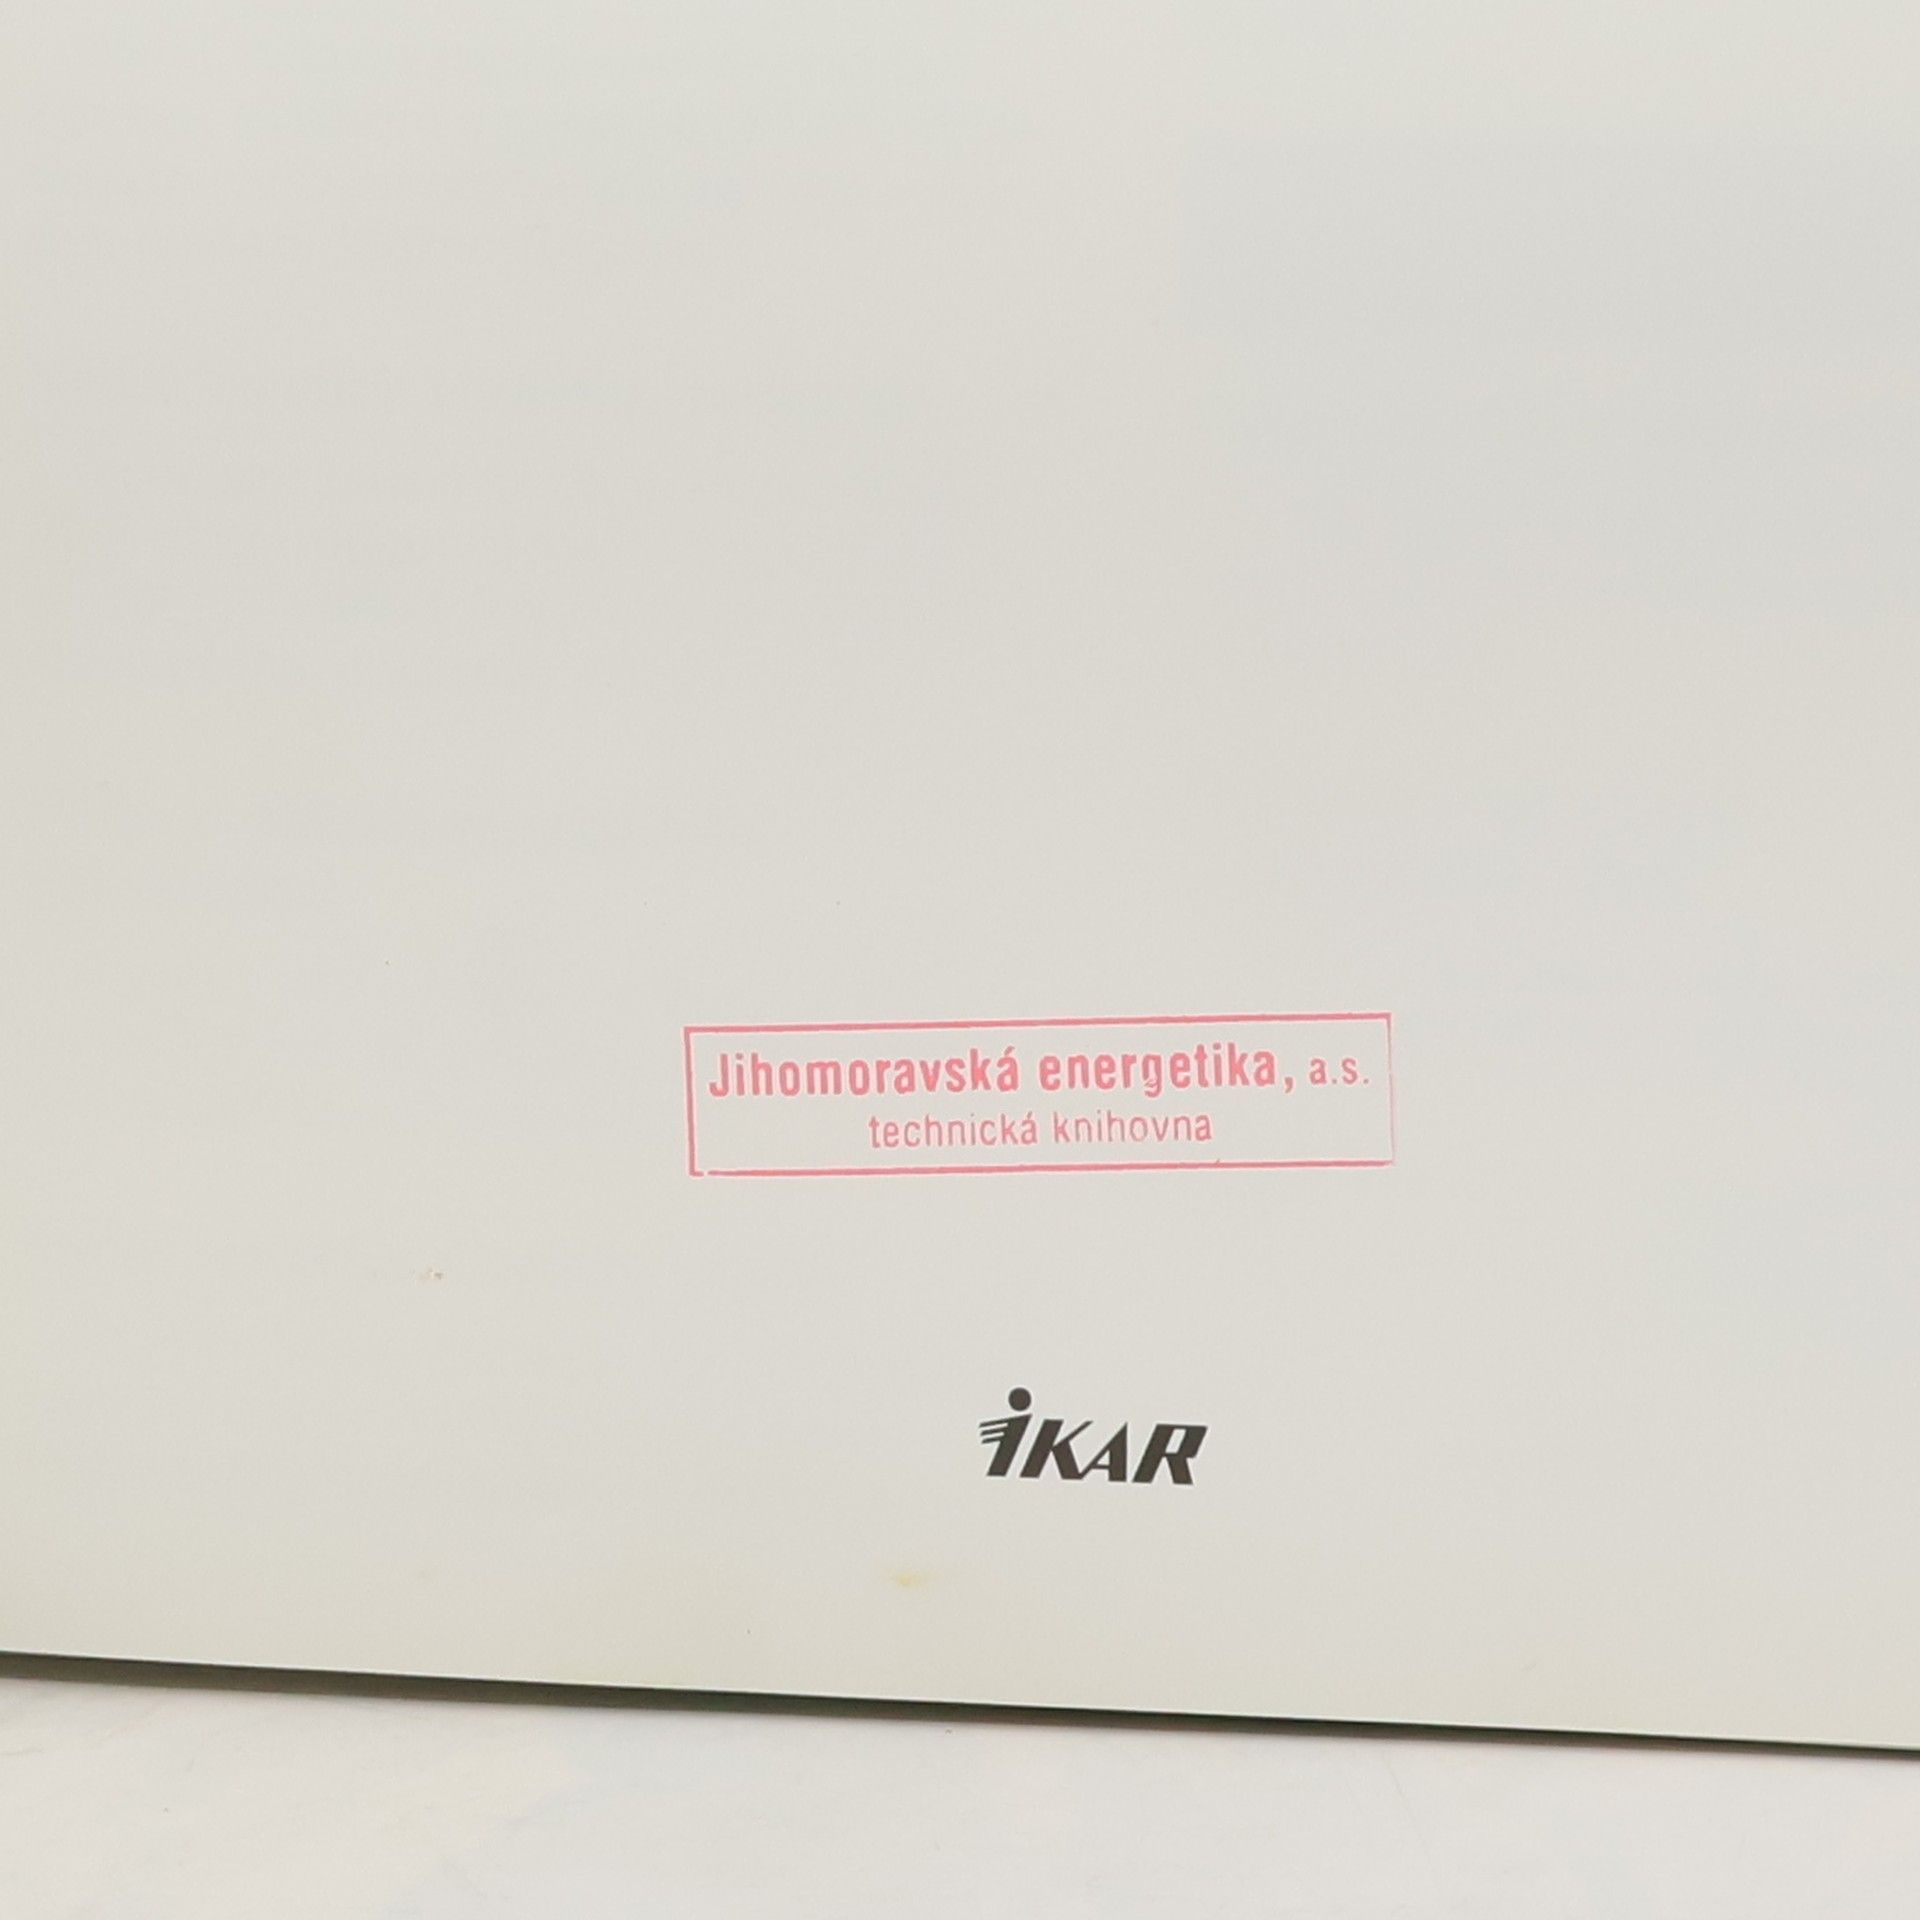 Jihomoravská energetika, a.s.
technická knihovna
iKAR